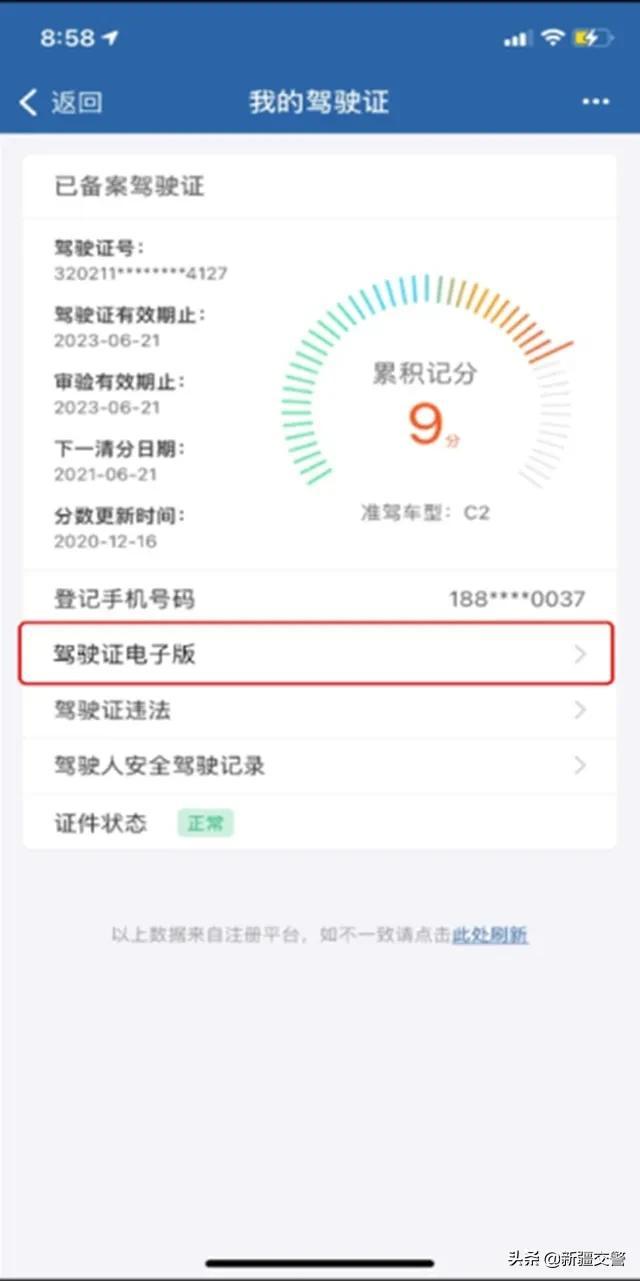 8:58
返回
我的驾驶证
已备案驾驶证
驾驶证号：
320211********4127
驾驶证有效期止：
2023-06-21
审验有效期止：
2023-06-21
下一清分日期：
2021-06-21
分数更新时间：
2020-12-16
累积记分
9分
准驾车型：C2
登记手机号码 188****0037
驾驶证电子版
驾驶证违法
驾驶人安全驾驶记录
证件状态 正常
以上数据来自注册平台，如不一致请点击此处刷新
头条 @新疆交警